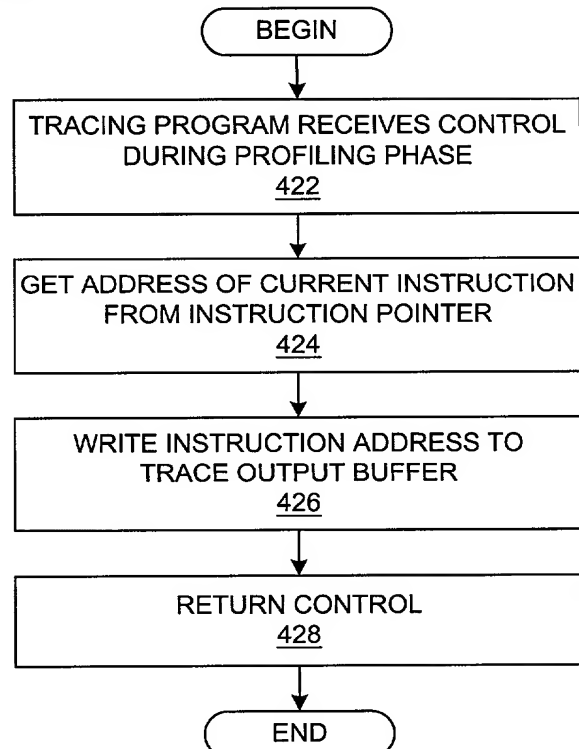 BEGIN
TRACING PROGRAM RECEIVES CONTROL
DURING PROFILING PHASE
422
GET ADDRESS OF CURRENT INSTRUCTION
FROM INSTRUCTION POINTER
424
WRITE INSTRUCTION ADDRESS TO
TRACE OUTPUT BUFFER
426
RETURN CONTROL
428
END